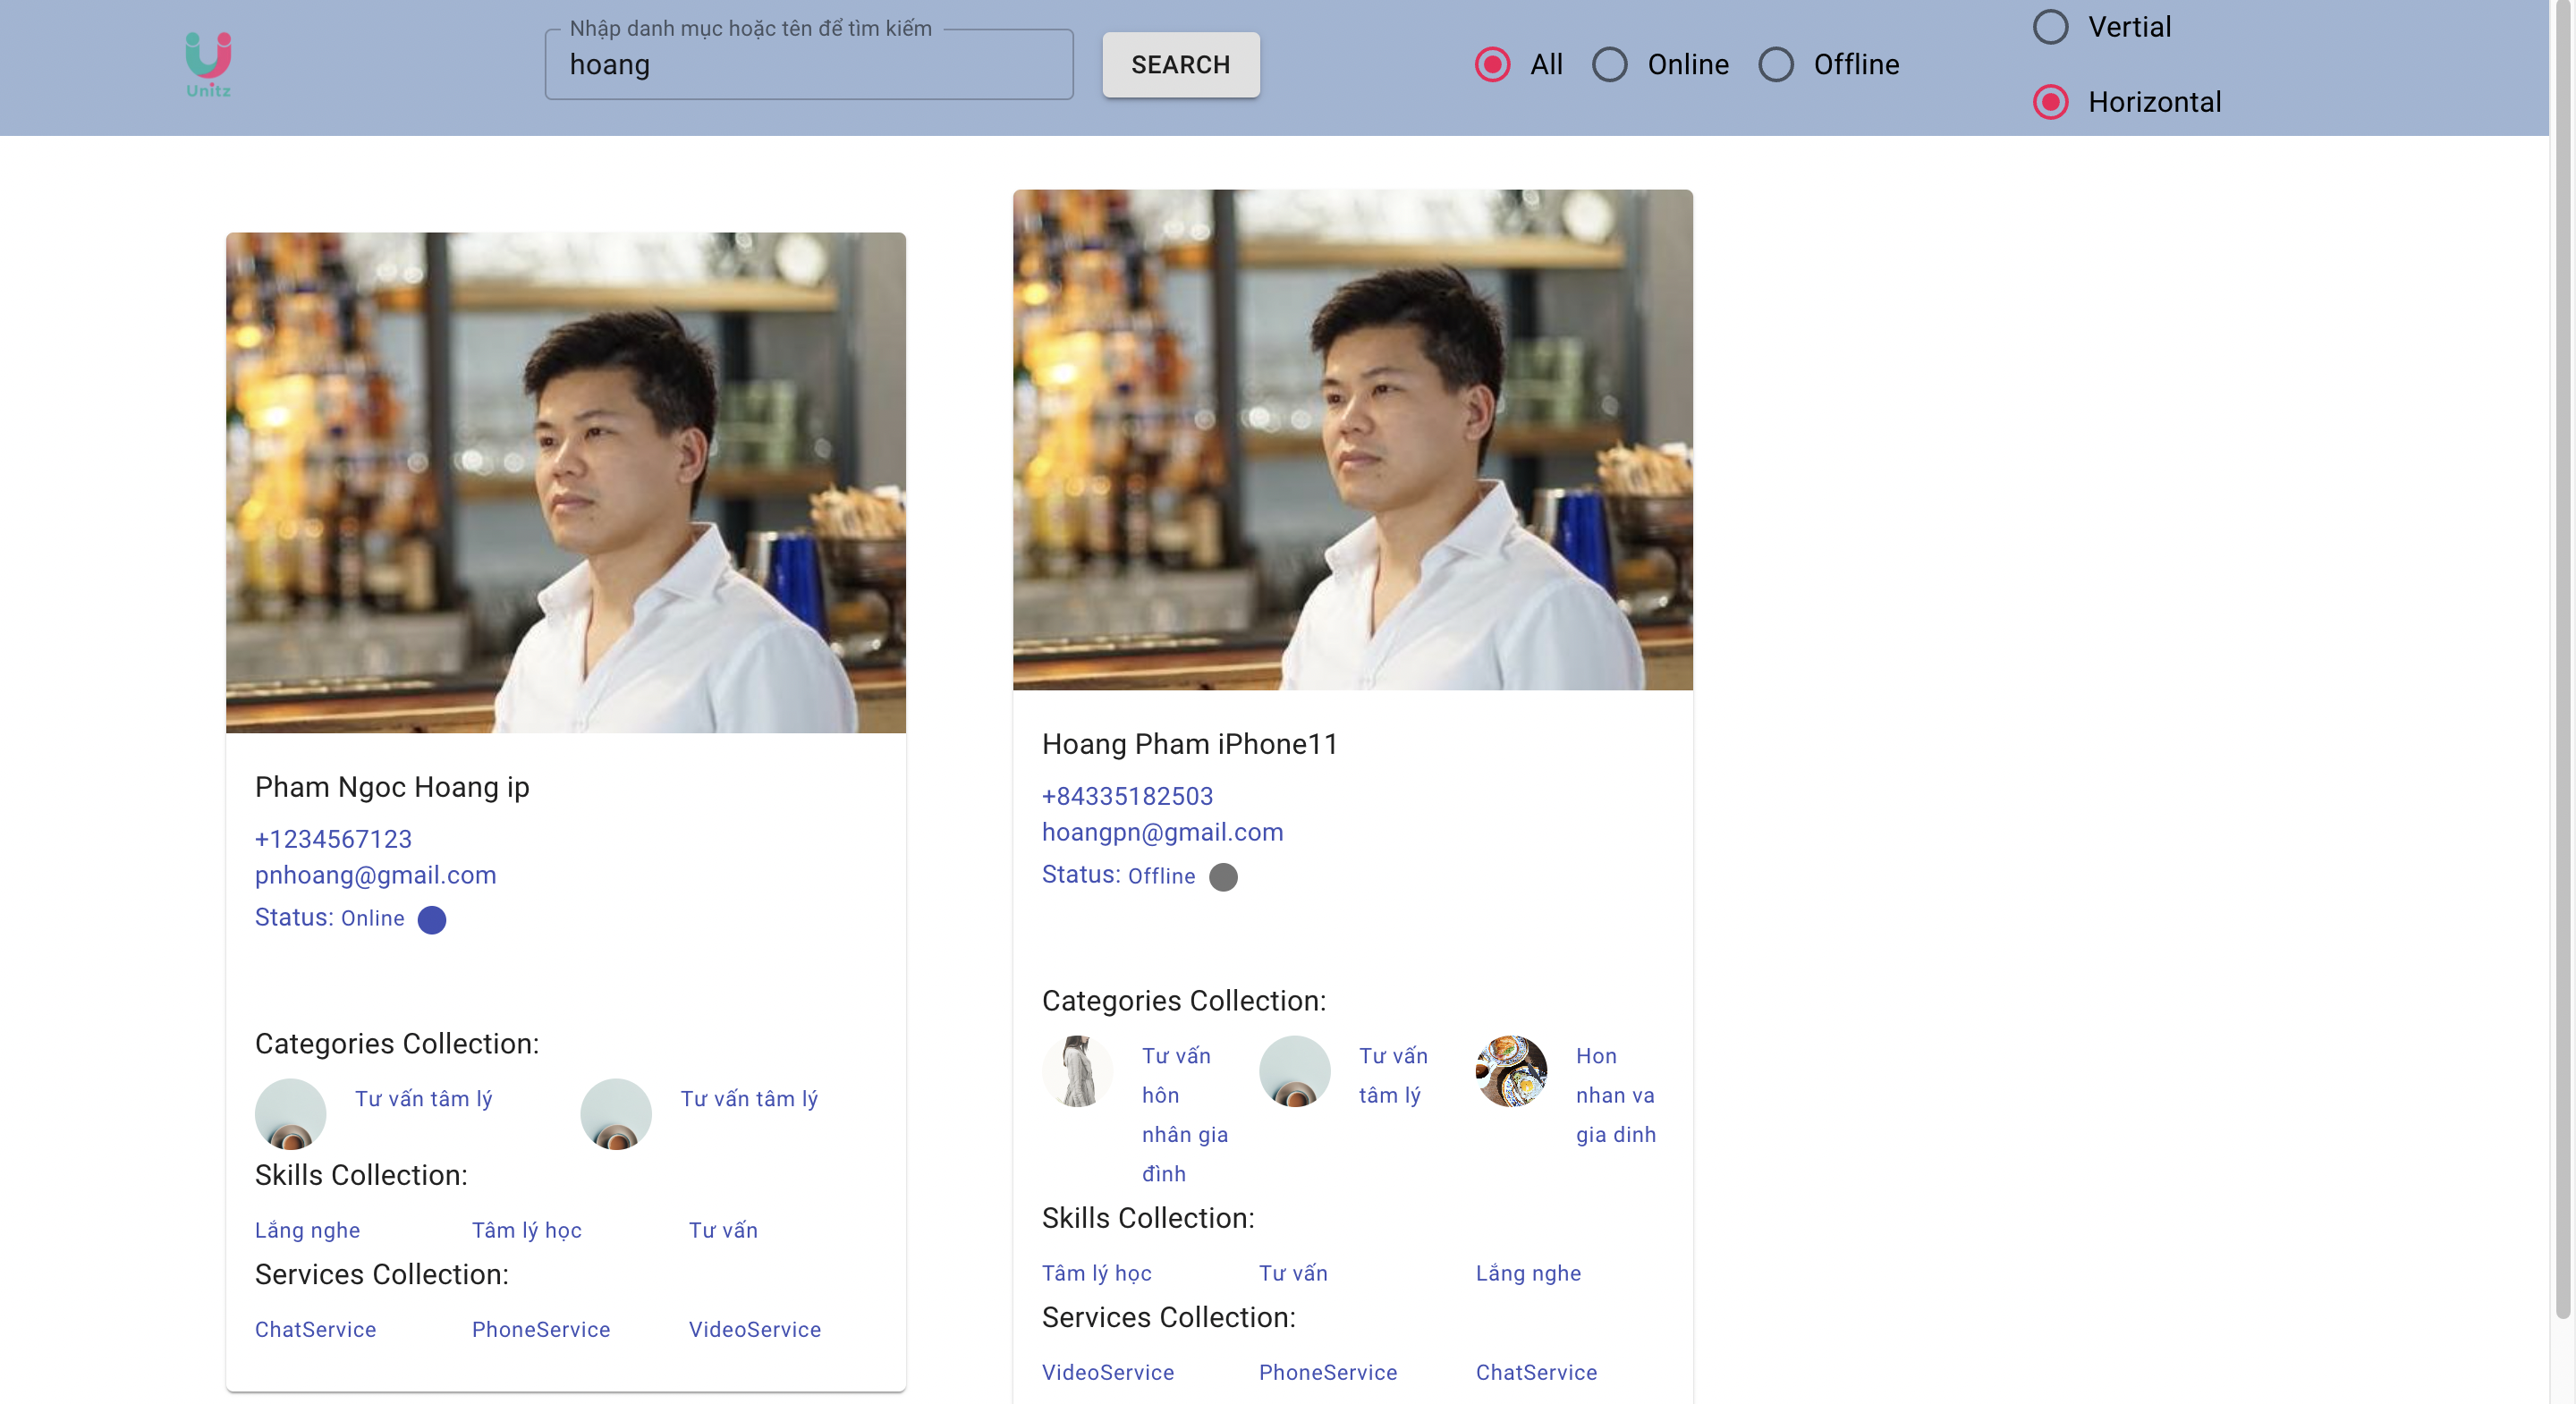 Unitz
Nhập danh mục hoặc tên để tìm kiếm
hoang
SEARCH
All
Online
Offline
Vertial
Horizontal
Pham Ngoc Hoang ip
+1234567123
pnhoang@gmail.com
Status: Online
Categories Collection:
Tư vấn tâm lý
Tư vấn tâm lý
Skills Collection:
Lắng nghe
Tâm lý học
Tư vấn
Services Collection:
ChatService
PhoneService
VideoService
Hoang Pham iPhone11
+84335182503
hoangpn@gmail.com
Status: Offline
Categories Collection:
Tư vấn
hôn
nhân gia
đình
Tư vấn
tâm lý
Hon
nhan va
gia dinh
Skills Collection:
Tâm lý học
Tư vấn
Lắng nghe
Services Collection:
VideoService
PhoneService
ChatService